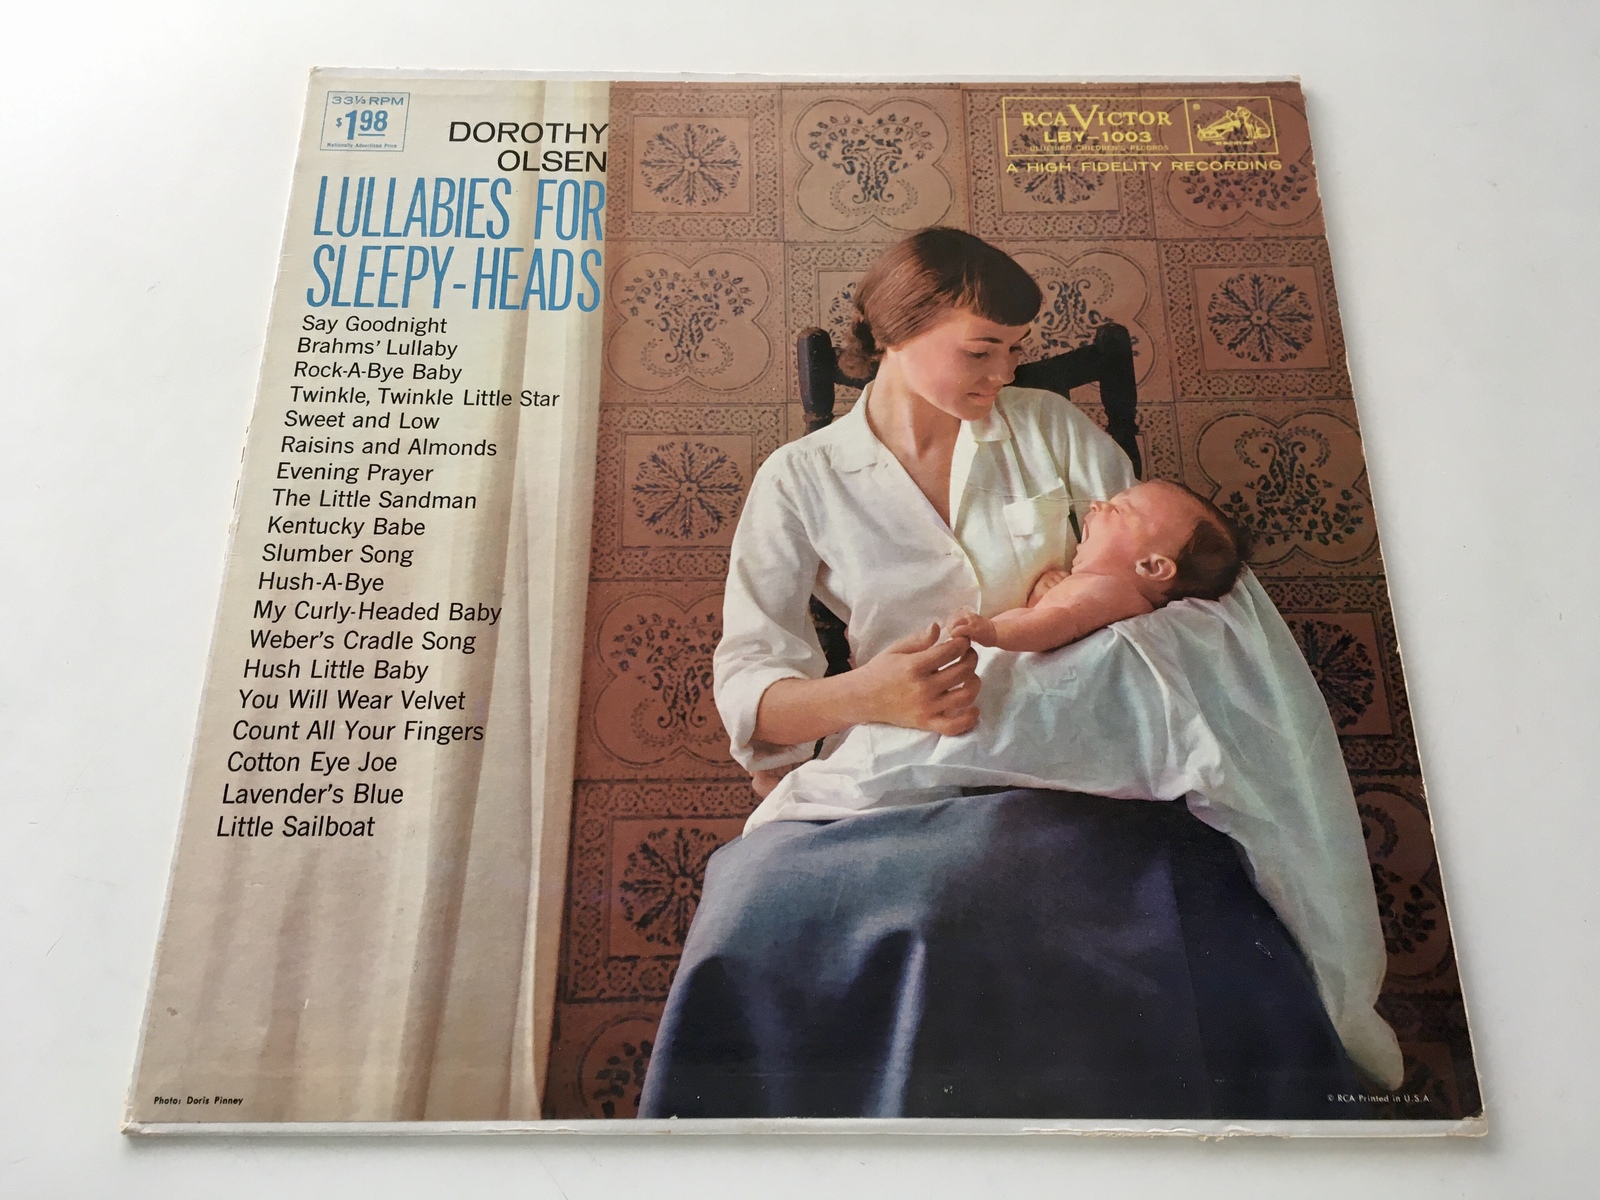 33⅓ RPM
$1.98
Nationally Advertised Price
DOROTHY
OLSEN
LULLABIES FOR
SLEEPY-HEADS
Say Goodnight
Brahms' Lullaby
Rock-A-Bye Baby
Twinkle, Twinkle Little Star
Sweet and Low
Raisins and Almonds
Evening Prayer
The Little Sandman
Kentucky Babe
Slumber Song
Hush-A-Bye
My Curly-Headed Baby
Weber's Cradle Song
Hush Little Baby
You Will Wear Velvet
Count All Your Fingers
Cotton Eye Joe
Lavender's Blue
Little Sailboat
Photo: Doris Pinney
RCA VICTOR
LBY-1003
BLUEBIRD CHILDREN'S RECORDS
A HIGH FIDELITY RECORDING
© RCA Printed in U.S.A.